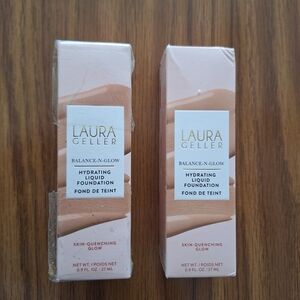 LAURA
GELLER
BALANCE-N-GLOW
HYDRATING
LIQUID
FOUNDATION
FOND DE TEINT
SKIN-QUENCHING
GLOW
NET WT./POIDS NET
0.9 FL. OZ / 27 ML
LAURA
GELLER
BALANCE-N-GLOW
HYDRATING
LIQUID
FOUNDATION
FOND DE TEINT
SKIN-QUENCHING
GLOW
NET WT./POIDS NET
0.9 FL. OZ / 27 ML